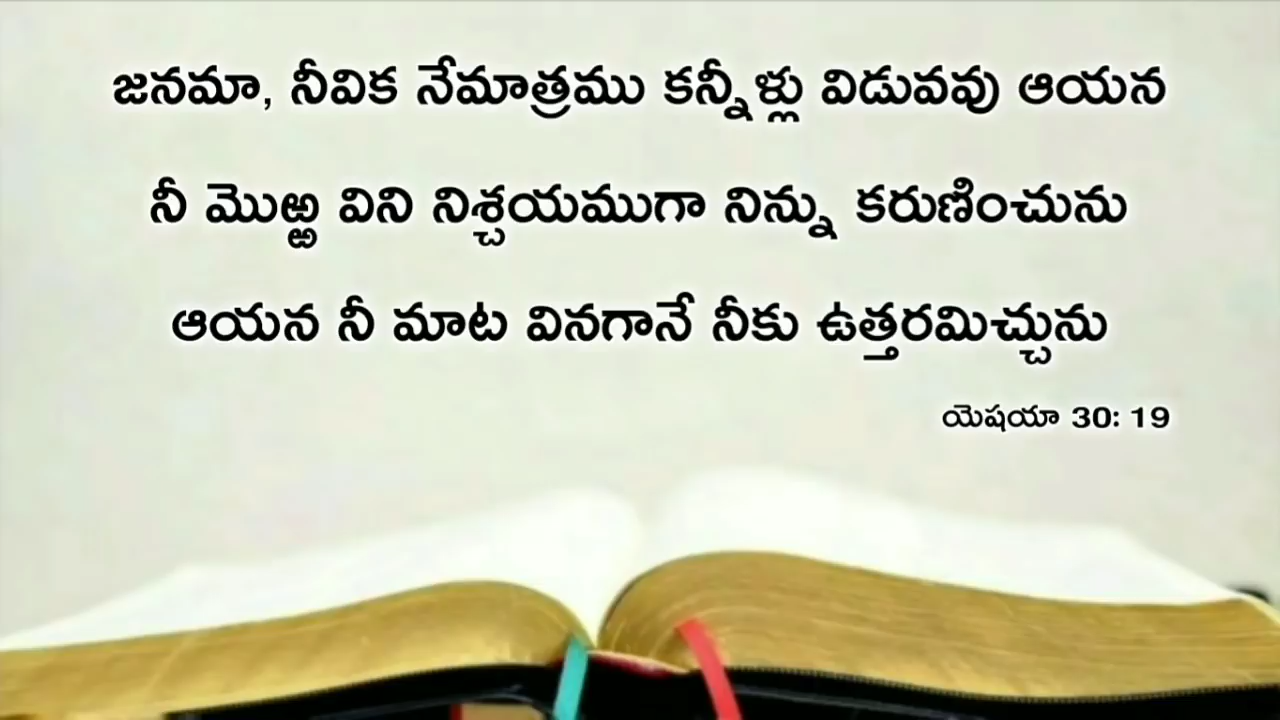 జనమా, నీవిక నేమాత్రము కన్నీళ్లు విడువవు ఆయన
నీ మొఱ్ఱ విని నిశ్చయముగా నిన్ను కరుణించును
ఆయన నీ మాట వినగానే నీకు ఉత్తరమిచ్చును
యెషయా 30: 19